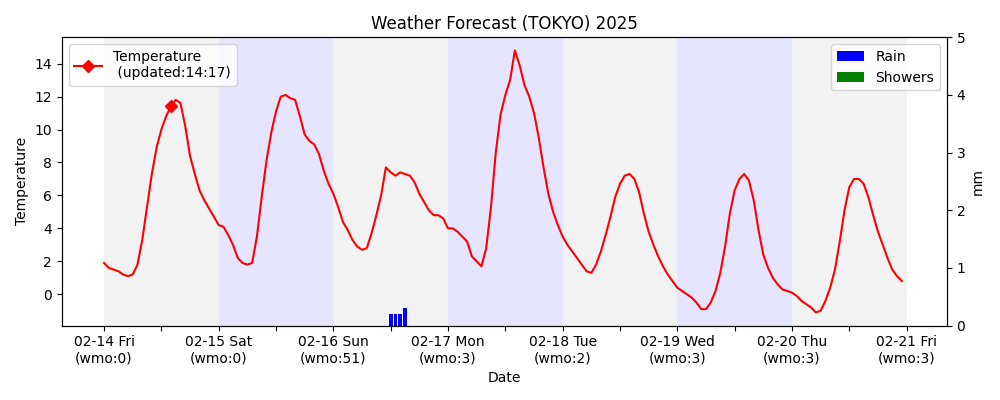 Weather Forecast (TOKYO) 2025
Temperature
(updated:14:17)
Rain
Showers
Temperature
14
12
10
8
6
4
2
0
5
4
3
2
1
0
mm
02-14 Fri
(wmo:0)
02-15 Sat
(wmo:0)
02-16 Sun
(wmo:51)
02-17 Mon
(wmo:3)
02-18 Tue
(wmo:2)
02-19 Wed
(wmo:3)
02-20 Thu
(wmo:3)
02-21 Fri
(wmo:3)
Date